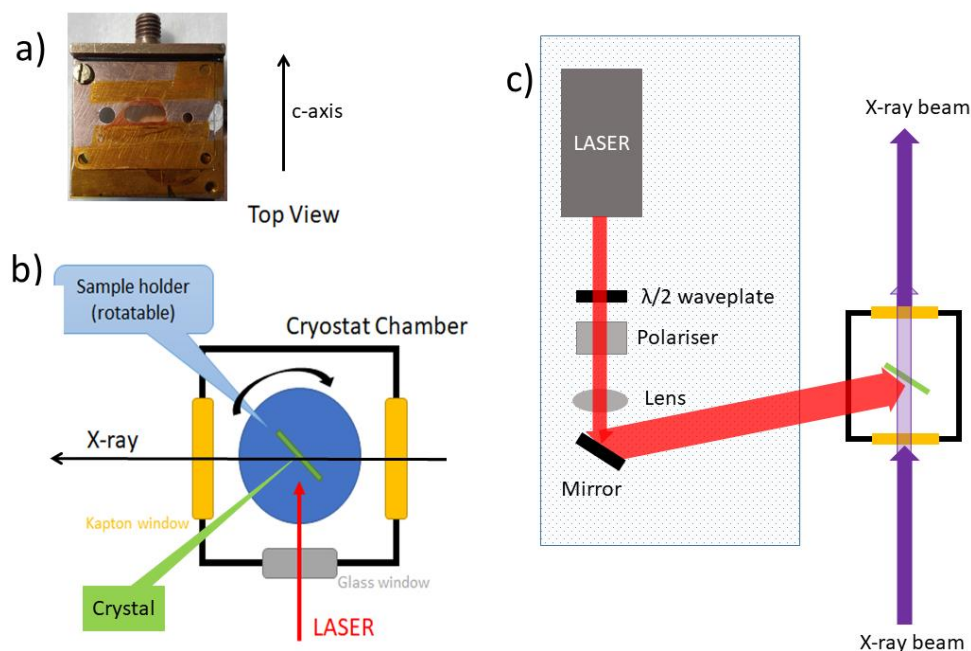 a)
c-axis
Top View
b)
Sample holder
(rotatable)
Cryostat Chamber
X-ray
Kapton window
Glass window
Crystal
LASER
c)
LASER
λ/2 waveplate
Polariser
Lens
Mirror
X-ray beam
X-ray beam